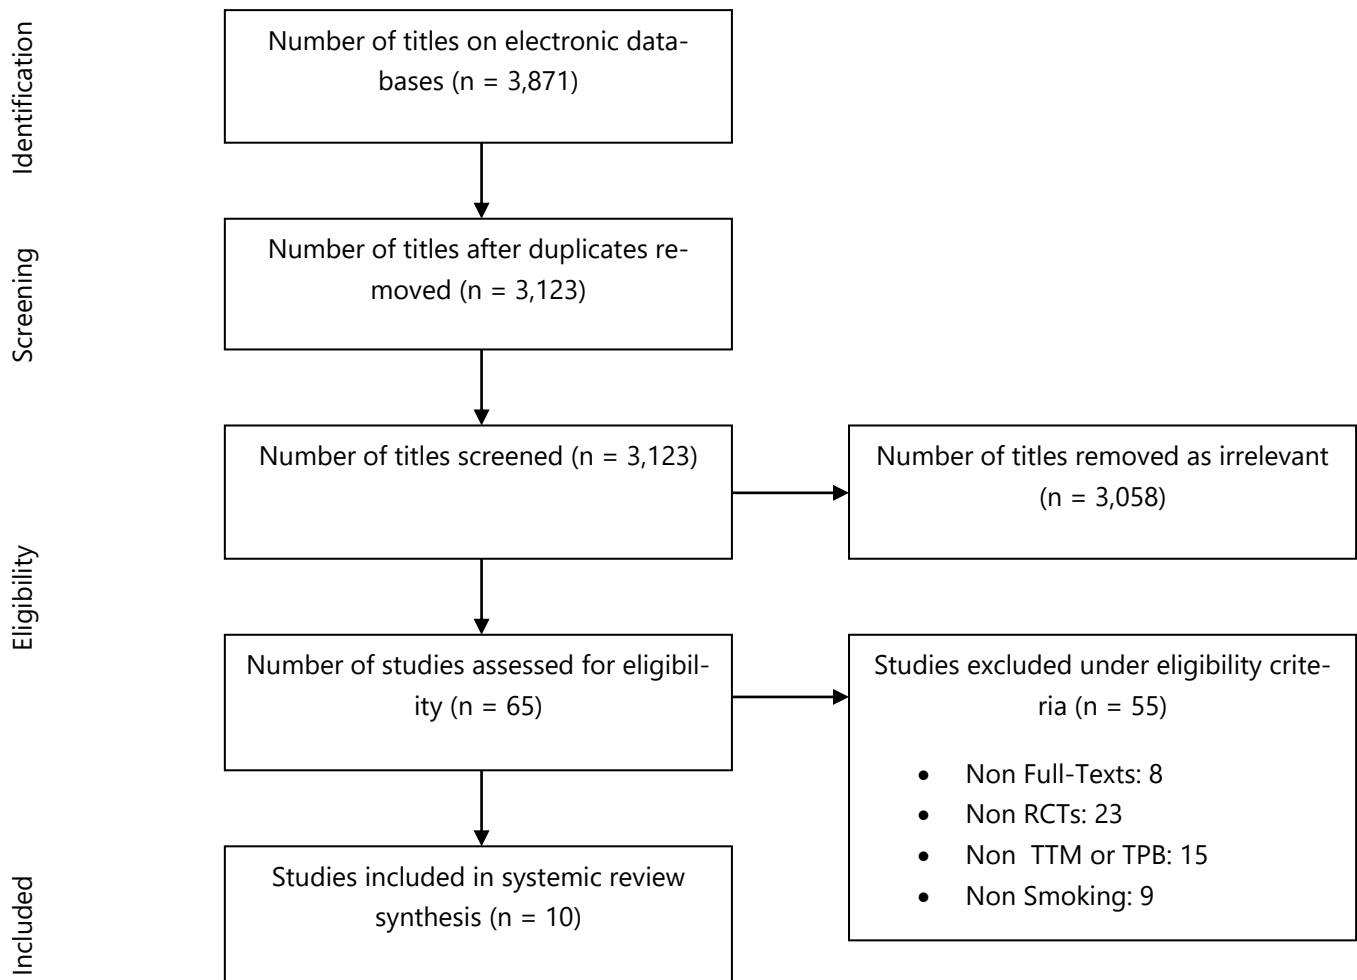 Identification
Number of titles on electronic data-
bases (n = 3,871)
Screening
Number of titles after duplicates re-
moved (n = 3,123)
Eligibility
Number of titles screened (n = 3,123)
Number of titles removed as irrelevant
(n = 3,058)
Number of studies assessed for eligibil-
ity (n = 65)
Studies excluded under eligibility crite-
ria (n = 55)
• Non Full-Texts: 8
• Non RCTs: 23
• Non  TTM or TPB: 15
• Non Smoking: 9
Included
Studies included in systemic review
synthesis (n = 10)